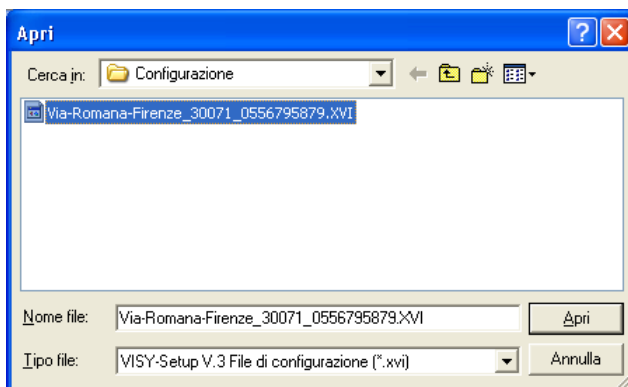 Apri
Cerca in: Configurazione
Via-Romana-Firenze_30071_0556795879.XVI
Nome file: Via-Romana-Firenze_30071_0556795879.XVI Apri
Tipo file: VISY-Setup V.3 File di configurazione (*.xvi) Annulla